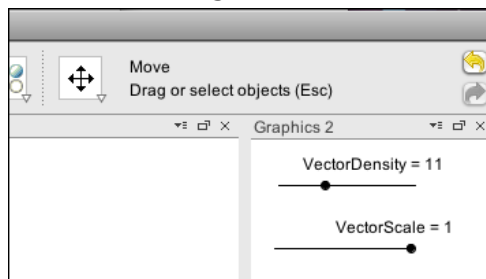 Move
Drag or select objects (Esc)
Graphics 2
VectorDensity = 11
VectorScale = 1